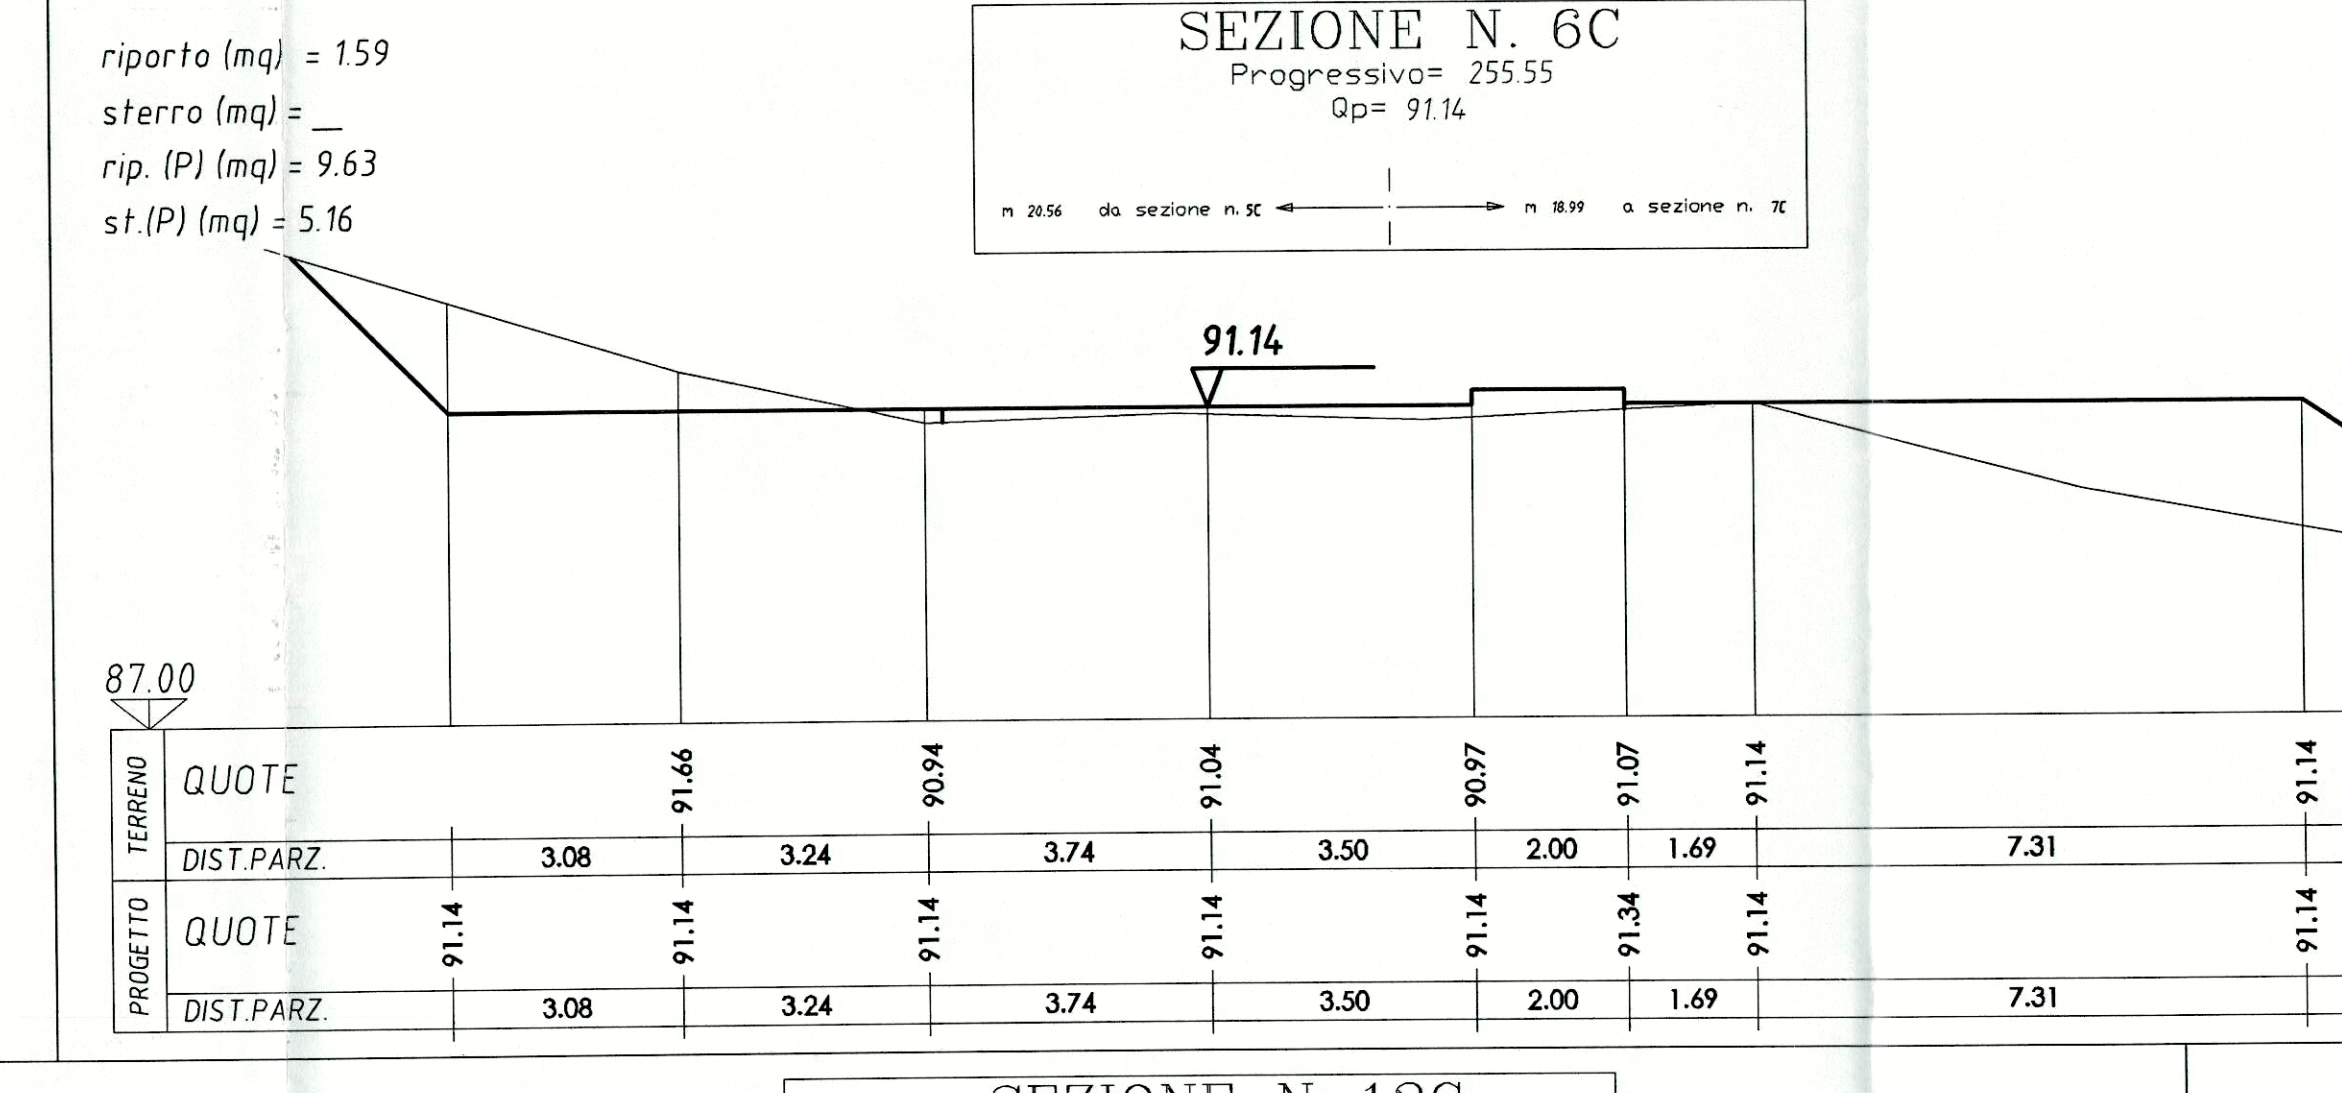 riporto (mq) = 1.59
sterro (mq) = _
rip. (P) (mq) = 9.63
st.(P) (mq) = 5.16
SEZIONE N. 6C
Progressivo= 255.55
Qp= 91.14
m 20.56 da sezione n. 5C
m 18.99 a sezione n. 7C
91.14
87.00
TERRENO
QUOTE 91.66 90.94 91.04 90.97 91.07 91.14 91.14
DIST.PARZ. 3.08 3.24 3.74 3.50 2.00 1.69 7.31
PROGETTO
QUOTE 91.14 91.14 91.14 91.14 91.14 91.34 91.14 91.14
DIST.PARZ. 3.08 3.24 3.74 3.50 2.00 1.69 7.31
SEZIONE N.